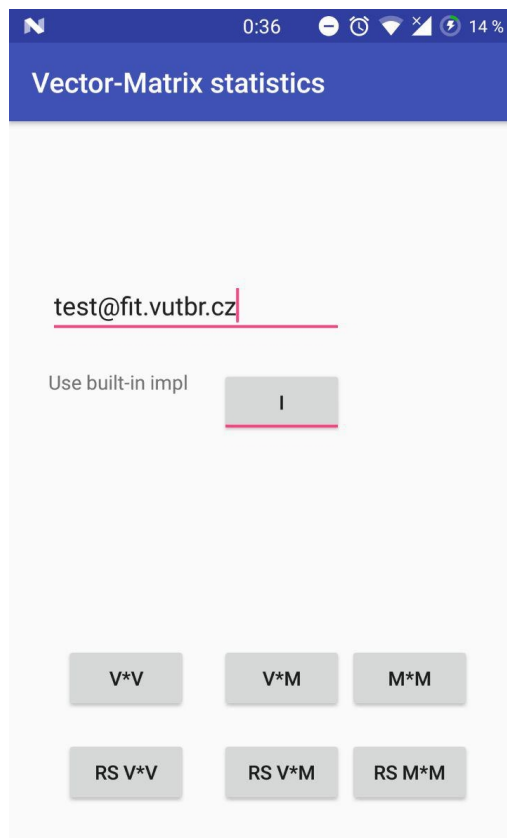 0:36 14 %
Vector-Matrix statistics
test@fit.vutbr.cz
Use built-in impl
I
V*V V*M M*M
RS V*V RS V*M RS M*M